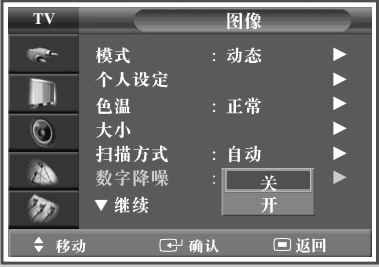 TV 图像
模式 : 动态 ▶
个人设定 ▶
色温 : 正常 ▶
大小 ▶
扫描方式 : 自动 ▶
数字降噪 : 关 ▶
▼继续 开
移动 确认 返回